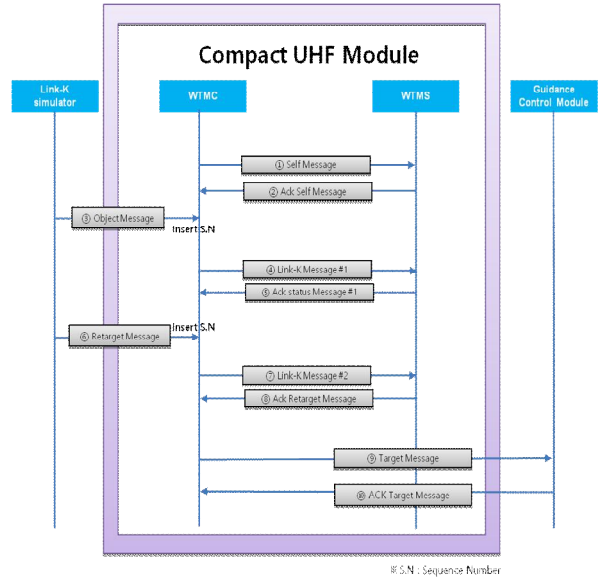 Compact UHF Module
Link-K
simulator
WTMC
WTMS
Guidance
Control Module
① Self Message
② Ack Self Message
③ Object Message
Insert S.N
④ Link-K Message #1
⑤ Ack status Message #1
Insert S.N
⑥ Retarget Message
⑦ Link-K Message #2
⑧ Ack Retarget Message
⑨ Target Message
⑩ ACK Target Message
※ S.N : Sequence Number